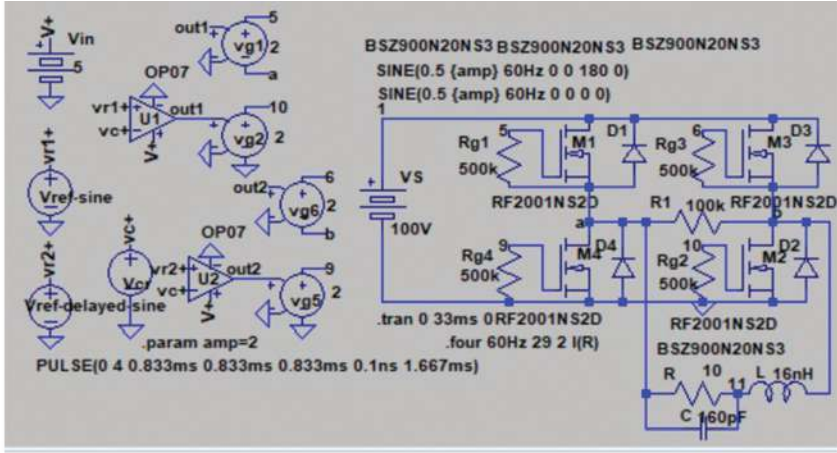 V+
Vin
5
out1
5
vg1
2
a
BSZ900N20NS3 BSZ900N20NS3 BSZ900N20NS3
SINE(0.5 {amp} 60Hz 0 0 180 0)
SINE(0.5 {amp} 60Hz 0 0 0 0)
OP07
vr1+
vc+
U1
out1
V+
10
vg2
2
1
5
Rg1
500k
M1
D1
6
Rg3
500k
M3
D3
vr1+
Vref-sine
out2
6
vg6
2
b
VS
100V
RF2001NS2D
R1
100k
RF2001NS2D
a
b
vr2+
Vref-delayed-sine
vc+
Vcr
OP07
vr2+
vc+
U2
out2
V+
9
vg5
2
9
Rg4
500k
M4
D4
10
Rg2
500k
M2
D2
.tran 0 33ms 0
RF2001NS2D
RF2001NS2D
.param amp=2
.four 60Hz 29 2 I(R)
BSZ900N20NS3
PULSE(0 4 0.833ms 0.833ms 0.833ms 0.1ns 1.667ms)
R
10
11
L
16nH
C
160pF